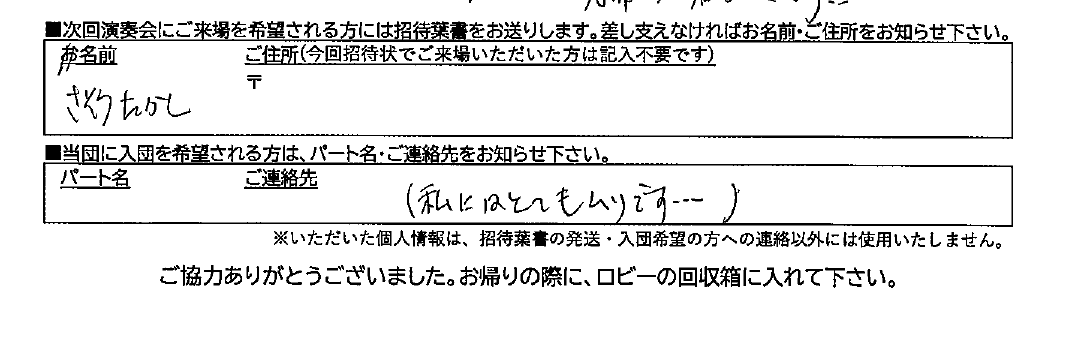 ■次回演奏会にご来場を希望される方には招待葉書をお送りします。差し支えなければお名前・ご住所をお知らせ下さい。
お名前 ご住所(今回招待状でご来場いただいた方は記入不要です)
〒
たかし
■当団に入団を希望される方は、パート名・ご連絡先をお知らせ下さい。
パート名 ご連絡先
(私にはとてもムリです…)
※いただいた個人情報は、招待葉書の発送・入団希望の方への連絡以外には使用いたしません。
ご協力ありがとうございました。お帰りの際に、ロビーの回収箱に入れて下さい。